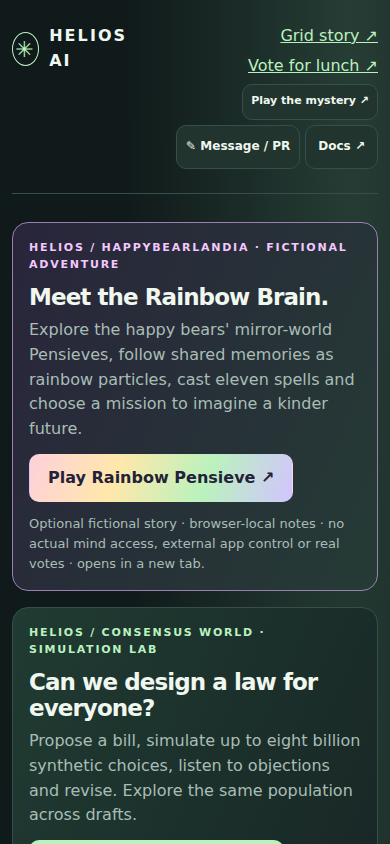 HELIOS
AI
Grid story ↗
Vote for lunch ↗
Play the mystery ↗
✎ Message / PR
Docs ↗
HELIOS / HAPPYBEARLANDIA · FICTIONAL
ADVENTURE
Meet the Rainbow Brain.
Explore the happy bears' mirror-world
Pensieves, follow shared memories as
rainbow particles, cast eleven spells and
choose a mission to imagine a kinder
future.
Play Rainbow Pensieve ↗
Optional fictional story · browser-local notes · no
actual mind access, external app control or real
votes · opens in a new tab.
HELIOS / CONSENSUS WORLD ·
SIMULATION LAB
Can we design a law for
everyone?
Propose a bill, simulate up to eight billion
synthetic choices, listen to objections
and revise. Explore the same population
across drafts.